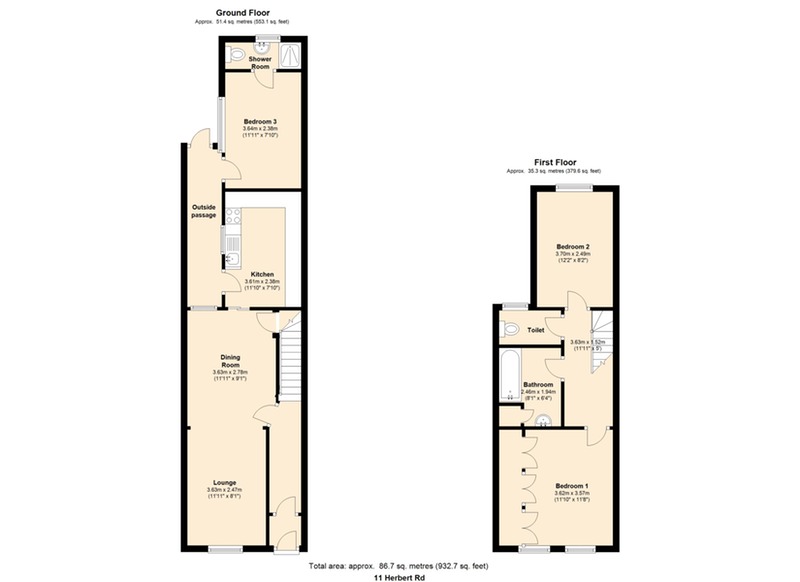 Ground Floor
Approx. 51.4 sq. metres (553.1 sq. feet)
Shower
Room
Bedroom 3
3.64m x 2.38m
(11'11" x 7'10")
Outside
passage
Kitchen
3.61m x 2.38m
(11'10" x 7'10")
Dining
Room
3.63m x 2.78m
(11'11" x 9'1")
Lounge
3.63m x 2.47m
(11'11" x 8'1")
First Floor
Approx. 35.3 sq. metres (379.6 sq. feet)
Bedroom 2
3.70m x 2.49m
(12'2" x 8'2")
Toilet
3.63m x 1.52m
(11'11" x 5')
Bathroom
2.46m x 1.94m
(8'1" x 6'4")
Bedroom 1
3.62m x 3.57m
(11'10" x 11'8")
Total area: approx. 86.7 sq. metres (932.7 sq. feet)
11 Herbert Rd